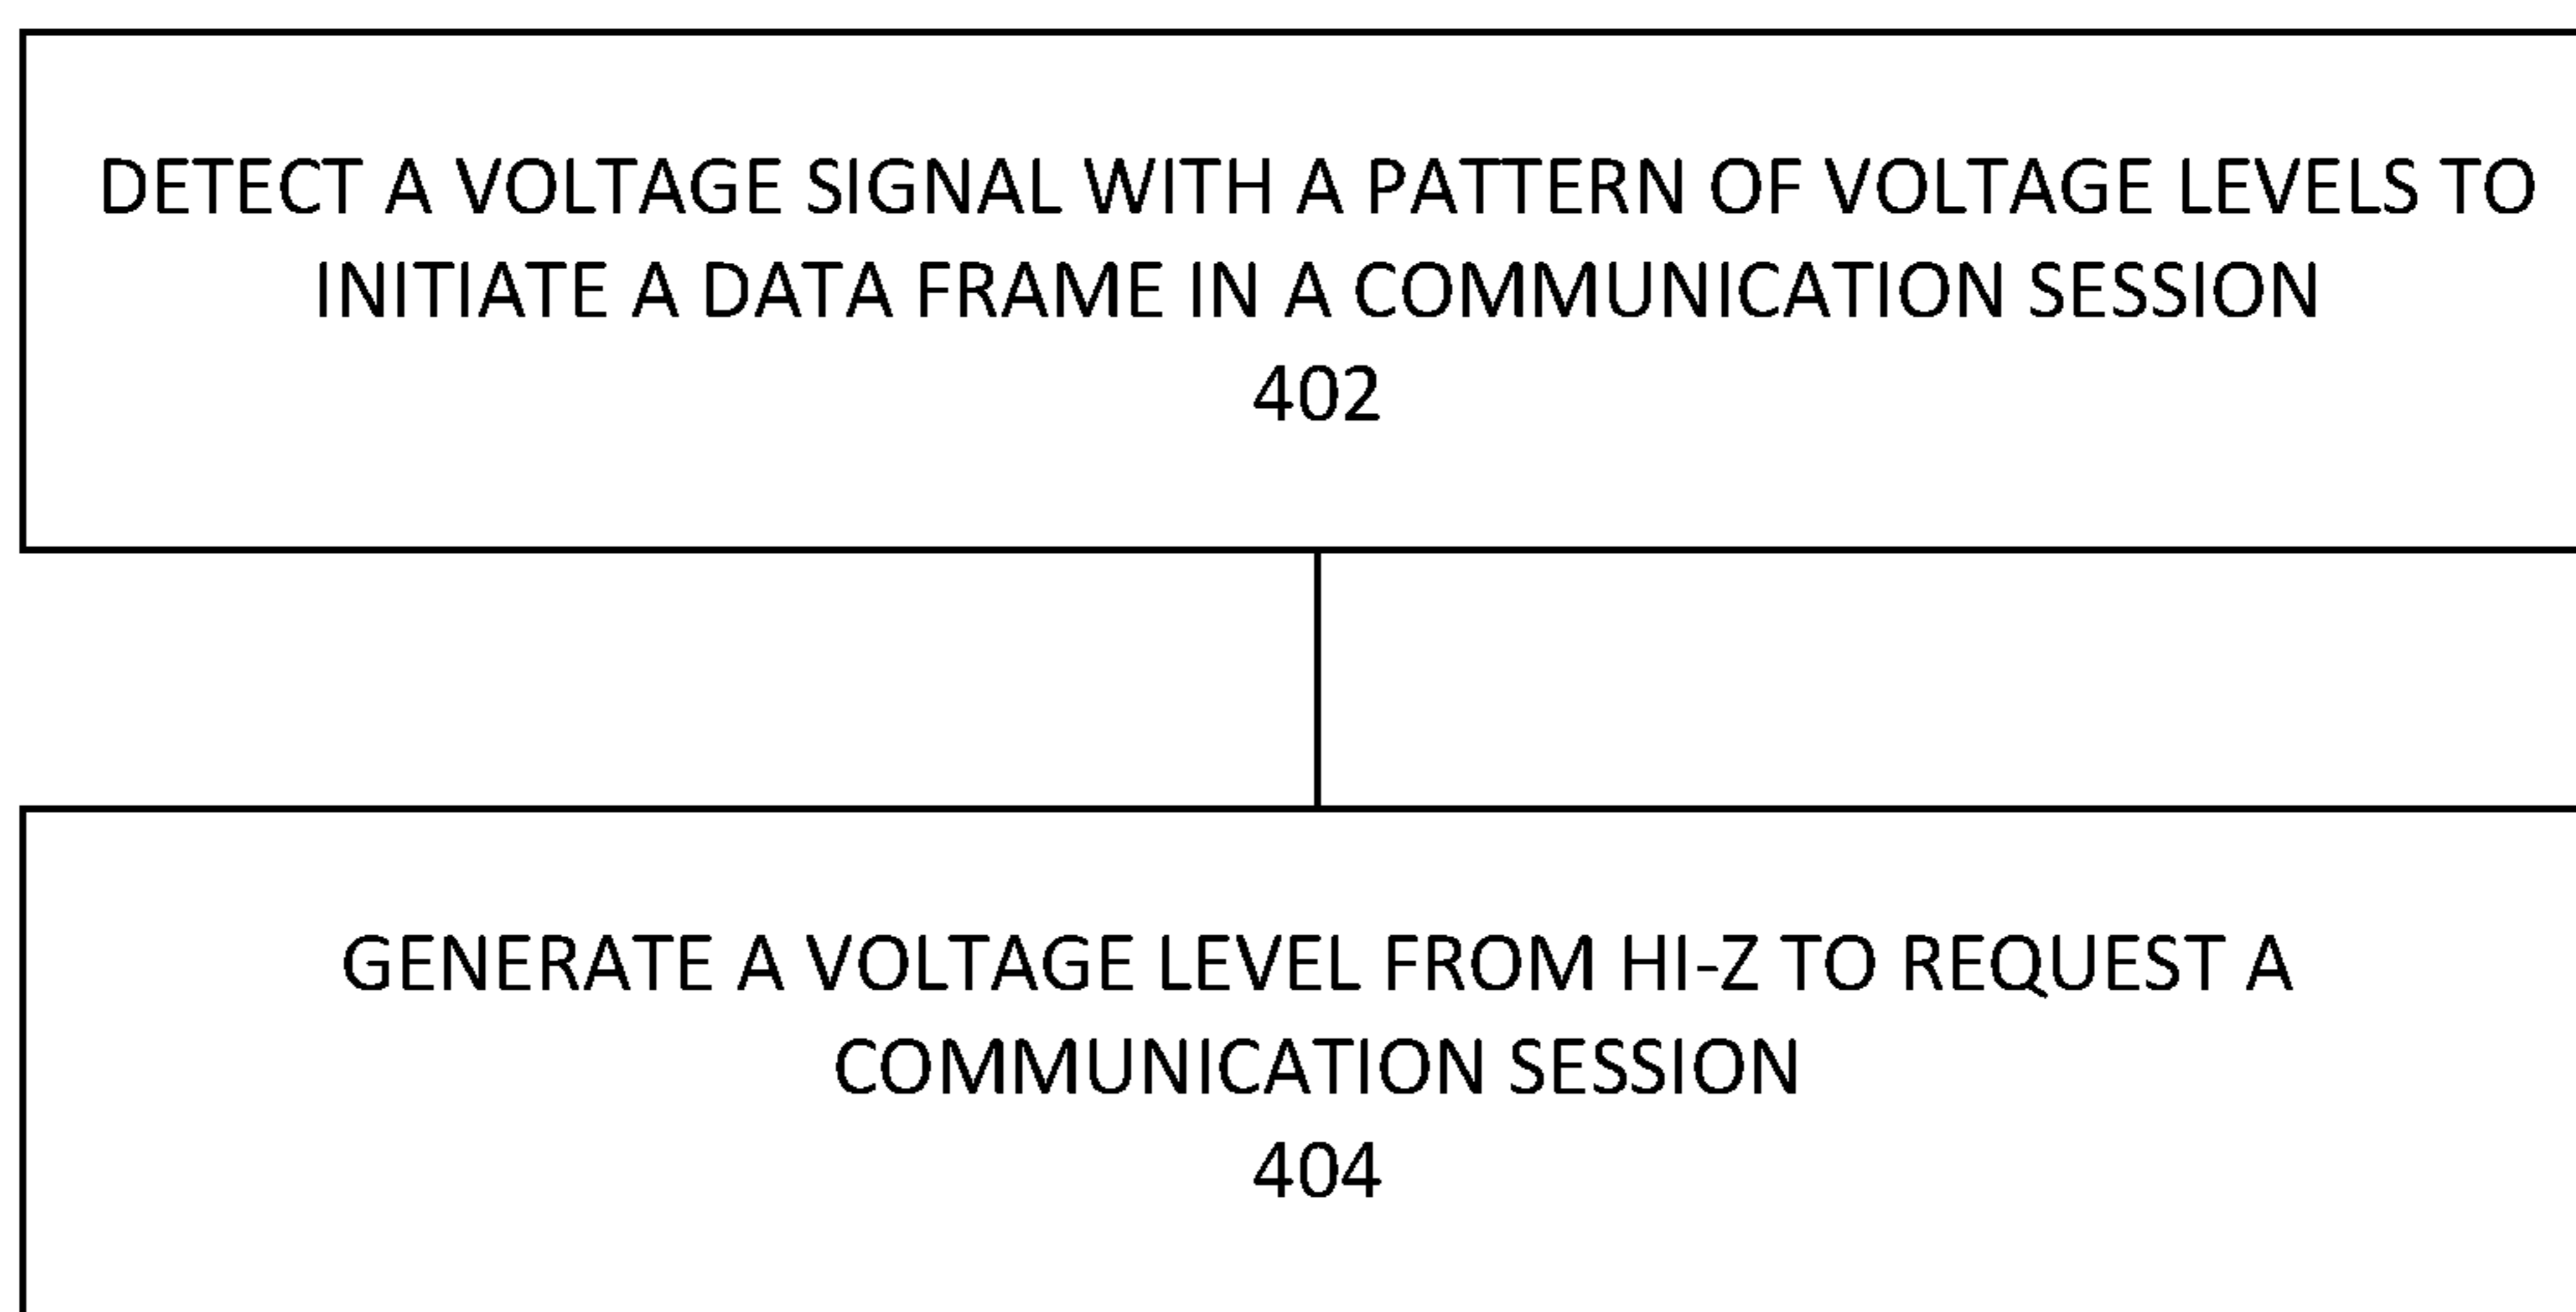 DETECT A VOLTAGE SIGNAL WITH A PATTERN OF VOLTAGE LEVELS TO
INITIATE A DATA FRAME IN A COMMUNICATION SESSION
402
GENERATE A VOLTAGE LEVEL FROM HI-Z TO REQUEST A
COMMUNICATION SESSION
404